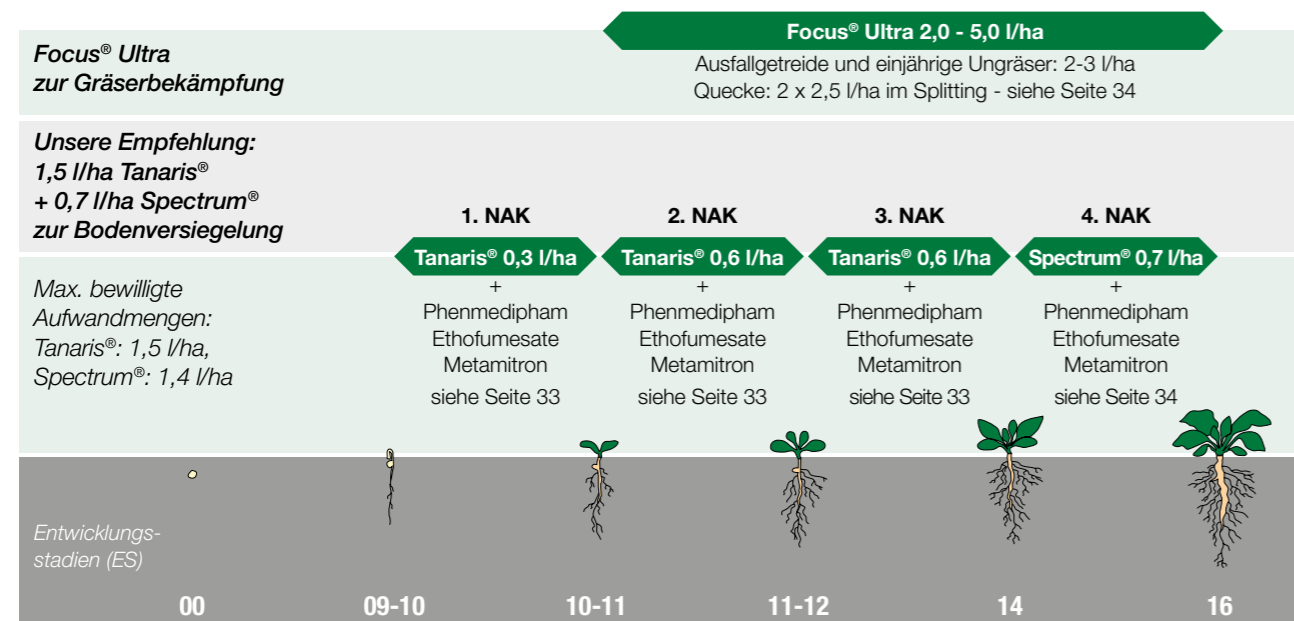 Focus® Ultra
zur Gräserbekämpfung
Focus® Ultra 2,0 - 5,0 l/ha
Ausfallgetreide und einjährige Ungräser: 2-3 l/ha
Quecke: 2 x 2,5 l/ha im Splitting - siehe Seite 34
Unsere Empfehlung:
1,5 l/ha Tanaris®
+ 0,7 l/ha Spectrum®
zur Bodenversiegelung
1. NAK
2. NAK
3. NAK
4. NAK
Tanaris® 0,3 l/ha
Tanaris® 0,6 l/ha
Tanaris® 0,6 l/ha
Spectrum® 0,7 l/ha
Max. bewilligte
Aufwandmengen:
Tanaris®: 1,5 l/ha,
Spectrum®: 1,4 l/ha
+
Phenmedipham
Ethofumesate
Metamitron
siehe Seite 33
+
Phenmedipham
Ethofumesate
Metamitron
siehe Seite 33
+
Phenmedipham
Ethofumesate
Metamitron
siehe Seite 33
+
Phenmedipham
Ethofumesate
Metamitron
siehe Seite 34
Entwicklungs-
stadien (ES)
00
09-10
10-11
11-12
14
16